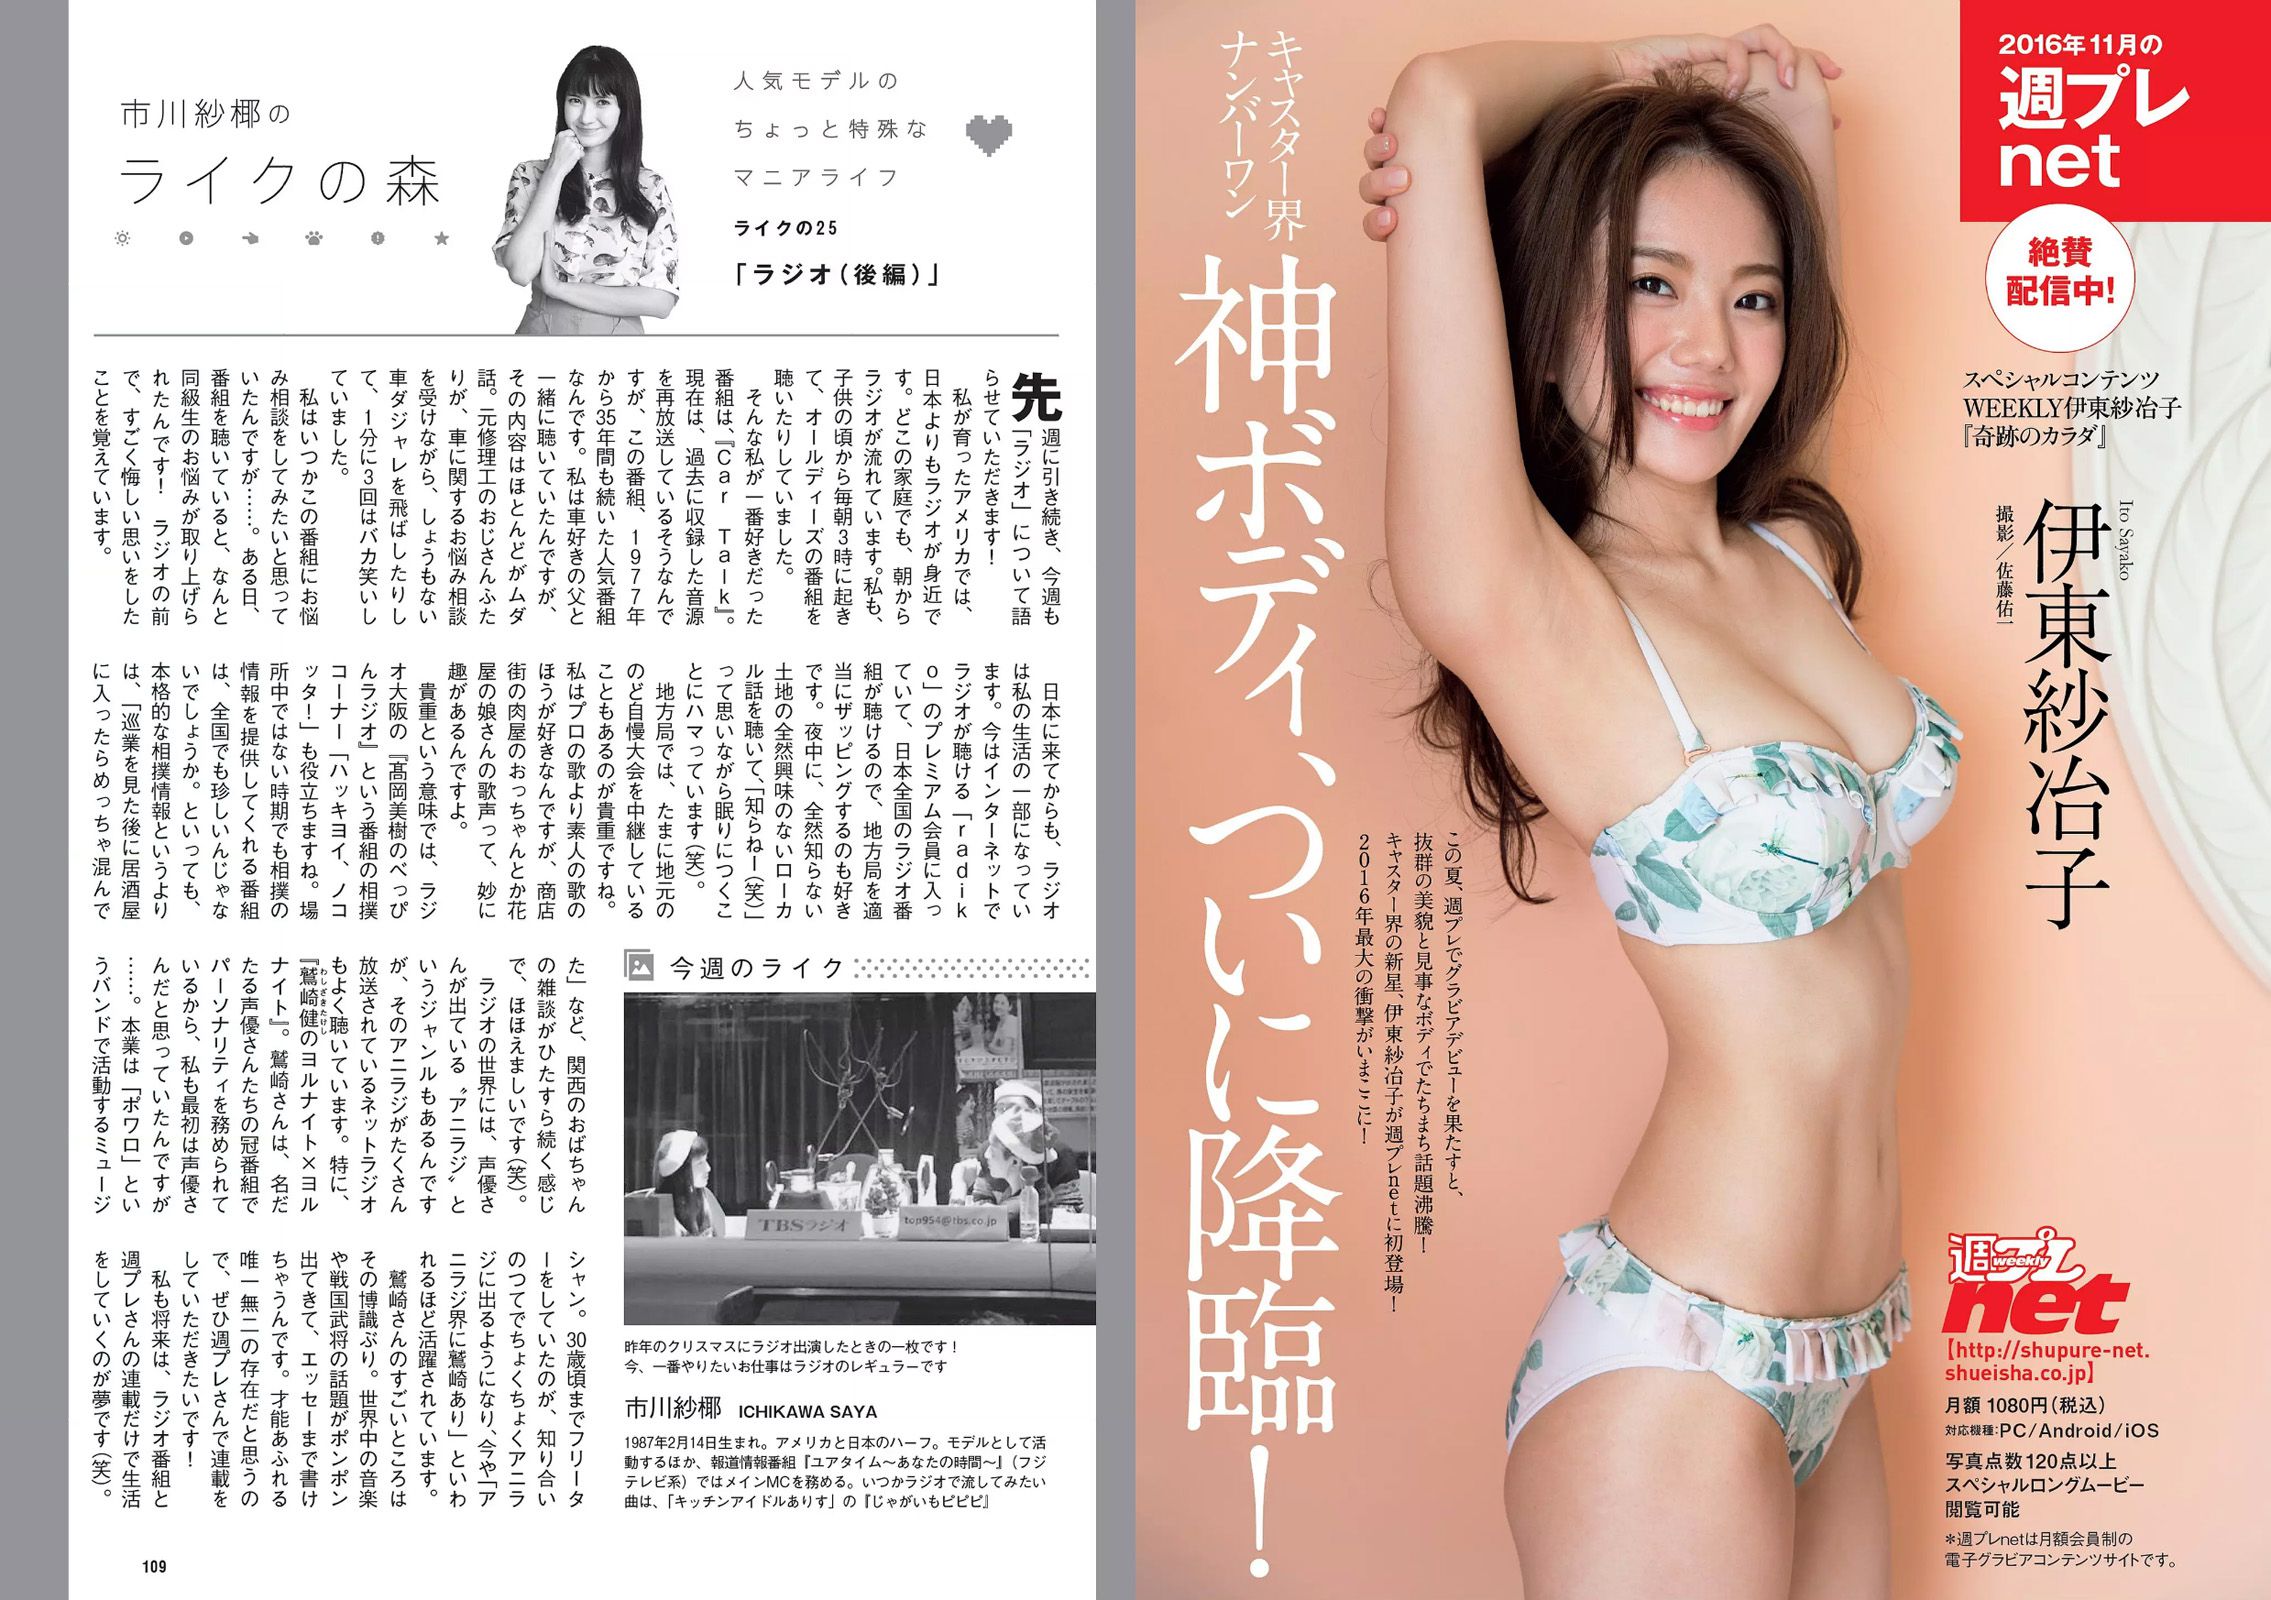 市川紗椰の
ライクの森
人気モデルの
ちょっと特殊な
マニアライフ
ライクの25
「ラジオ（後編）」
先週に引き続き、今週も
「ラジオ」について語
らせていただきます！
私が育ったアメリカでは、
日本よりもラジオが身近で
す。どこの家庭でも、朝から
ラジオが流れています。私も、
子供の頃から毎朝3時に起き
て、オールディーズの番組を
聴いたりしていました。
そんな私が一番好きだった
番組は、『Car Talk』。
現在は、過去に収録した音源
を再放送しているそうなんで
すが、この番組、1977年
から35年間も続いた人気番組
なんです。私は車好きの父と
一緒に聴いていたんですが、
その内容はほとんどがムダ
話。元修理工のおじさんふた
りが、車に関するお悩み相談
を受けながら、しょうもない
車ダジャレを飛ばしたりし
て、1分に3回はバカ笑いし
ていました。
私はいつかこの番組にお悩
み相談をしてみたいと思って
いたんですが……。ある日、
番組を聴いていると、なんと
同級生のお悩みが取り上げら
れたんです！　ラジオの前
で、すごく悔しい思いをした
ことを覚えています。
日本に来てからも、ラジオ
は私の生活の一部になってい
ます。今はインターネットで
ラジオが聴ける「radik
o」のプレミアム会員に入っ
ていて、日本全国のラジオ番
組が聴けるので、地方局を適
当にザッピングするのも好き
です。夜中に、全然知らない
土地の全然興味のないローカ
ル話を聴いて、「知らねー（笑）」
って思いながら眠りにつくこ
とにハマっています（笑）。
地方局では、たまに地元の
のど自慢大会を中継している
こともあるのが貴重ですね。
私はプロの歌より素人の歌の
ほうが好きなんですが、商店
街の肉屋のおっちゃんとか花
屋の娘さんの歌声って、妙に
趣があるんですよ。
貴重という意味では、ラジ
オ大阪の『髙岡美樹のべっぴ
んラジオ』という番組の相撲
コーナー「ハッキヨイ、ノコ
ッタ！」も役立ちますね。場
所中ではない時期でも相撲の
情報を提供してくれる番組
は、全国でも珍しいんじゃな
いでしょうか。といっても、
本格的な相撲情報というより
は、「巡業を見た後に居酒屋
に入ったらめっちゃ混んで
た」など、関西のおばちゃん
の雑談がひたすら続く感じ
で、ほほえましいです（笑）。
ラジオの世界には、声優さ
んが出ている〝アニラジ〟と
いうジャンルもあるんです
が、そのアニラジがたくさん
放送されているネットラジオ
もよく聴いています。特に、
『鷲崎健のヨルナイト×ヨル
わしざきたけし
ナイト』。鷲崎さんは、名だ
たる声優さんたちの冠番組で
パーソナリティを務められて
いるから、私も最初は声優さ
んだと思っていたんですが
……。本業は「ポワロ」とい
うバンドで活動するミュージ
シャン。30歳頃までフリータ
ーをしていたのが、知り合い
のつてでちょくちょくアニラ
ジに出るようになり、今や「ア
ニラジ界に鷲崎あり」といわ
れるほど活躍されています。
鷲崎さんのすごいところは
その博識ぶり。世界中の音楽
や戦国武将の話題がポンポン
出てきて、エッセーまで書け
ちゃうんです。才能あふれる
唯一無二の存在だと思うの
で、ぜひ週プレさんで連載を
していただきたいです！
私も将来は、ラジオ番組と
週プレさんの連載だけで生活
をしていくのが夢です（笑）。
今週のライク
TBSラジオ
top954@tbs.co.jp
昨年のクリスマスにラジオ出演したときの一枚です！
今、一番やりたいお仕事はラジオのレギュラーです
市川紗椰 ICHIKAWA SAYA
1987年2月14日生まれ。アメリカと日本のハーフ。モデルとして活
動するほか、報道情報番組『ユアタイム〜あなたの時間〜』（フジ
テレビ系）ではメインMCを務める。いつかラジオで流してみたい
曲は、「キッチンアイドルありす」の『じゃがいもピピピ』
109
2016年11月の
週プレ
net
絶賛
配信中！
スペシャルコンテンツ
WEEKLY伊東紗冶子
『奇跡のカラダ』
Ito Sayako
伊東紗冶子
撮影／佐藤佑一
キャスター界
ナンバーワン
神ボディ、ついに降臨！
この夏、週プレでグラビアデビューを果たすと、
抜群の美貌と見事なボディでたちまち話題沸騰！
キャスター界の新星、伊東紗冶子が週プレnetに初登場！
2016年最大の衝撃がいまここに！
週プレ
weekly
net
【http://shupure-net.
shueisha.co.jp】
月額 1080円（税込）
対応機種：PC/Android/iOS
写真点数120点以上
スペシャルロングムービー
閲覧可能
＊週プレnetは月額会員制の
電子グラビアコンテンツサイトです。